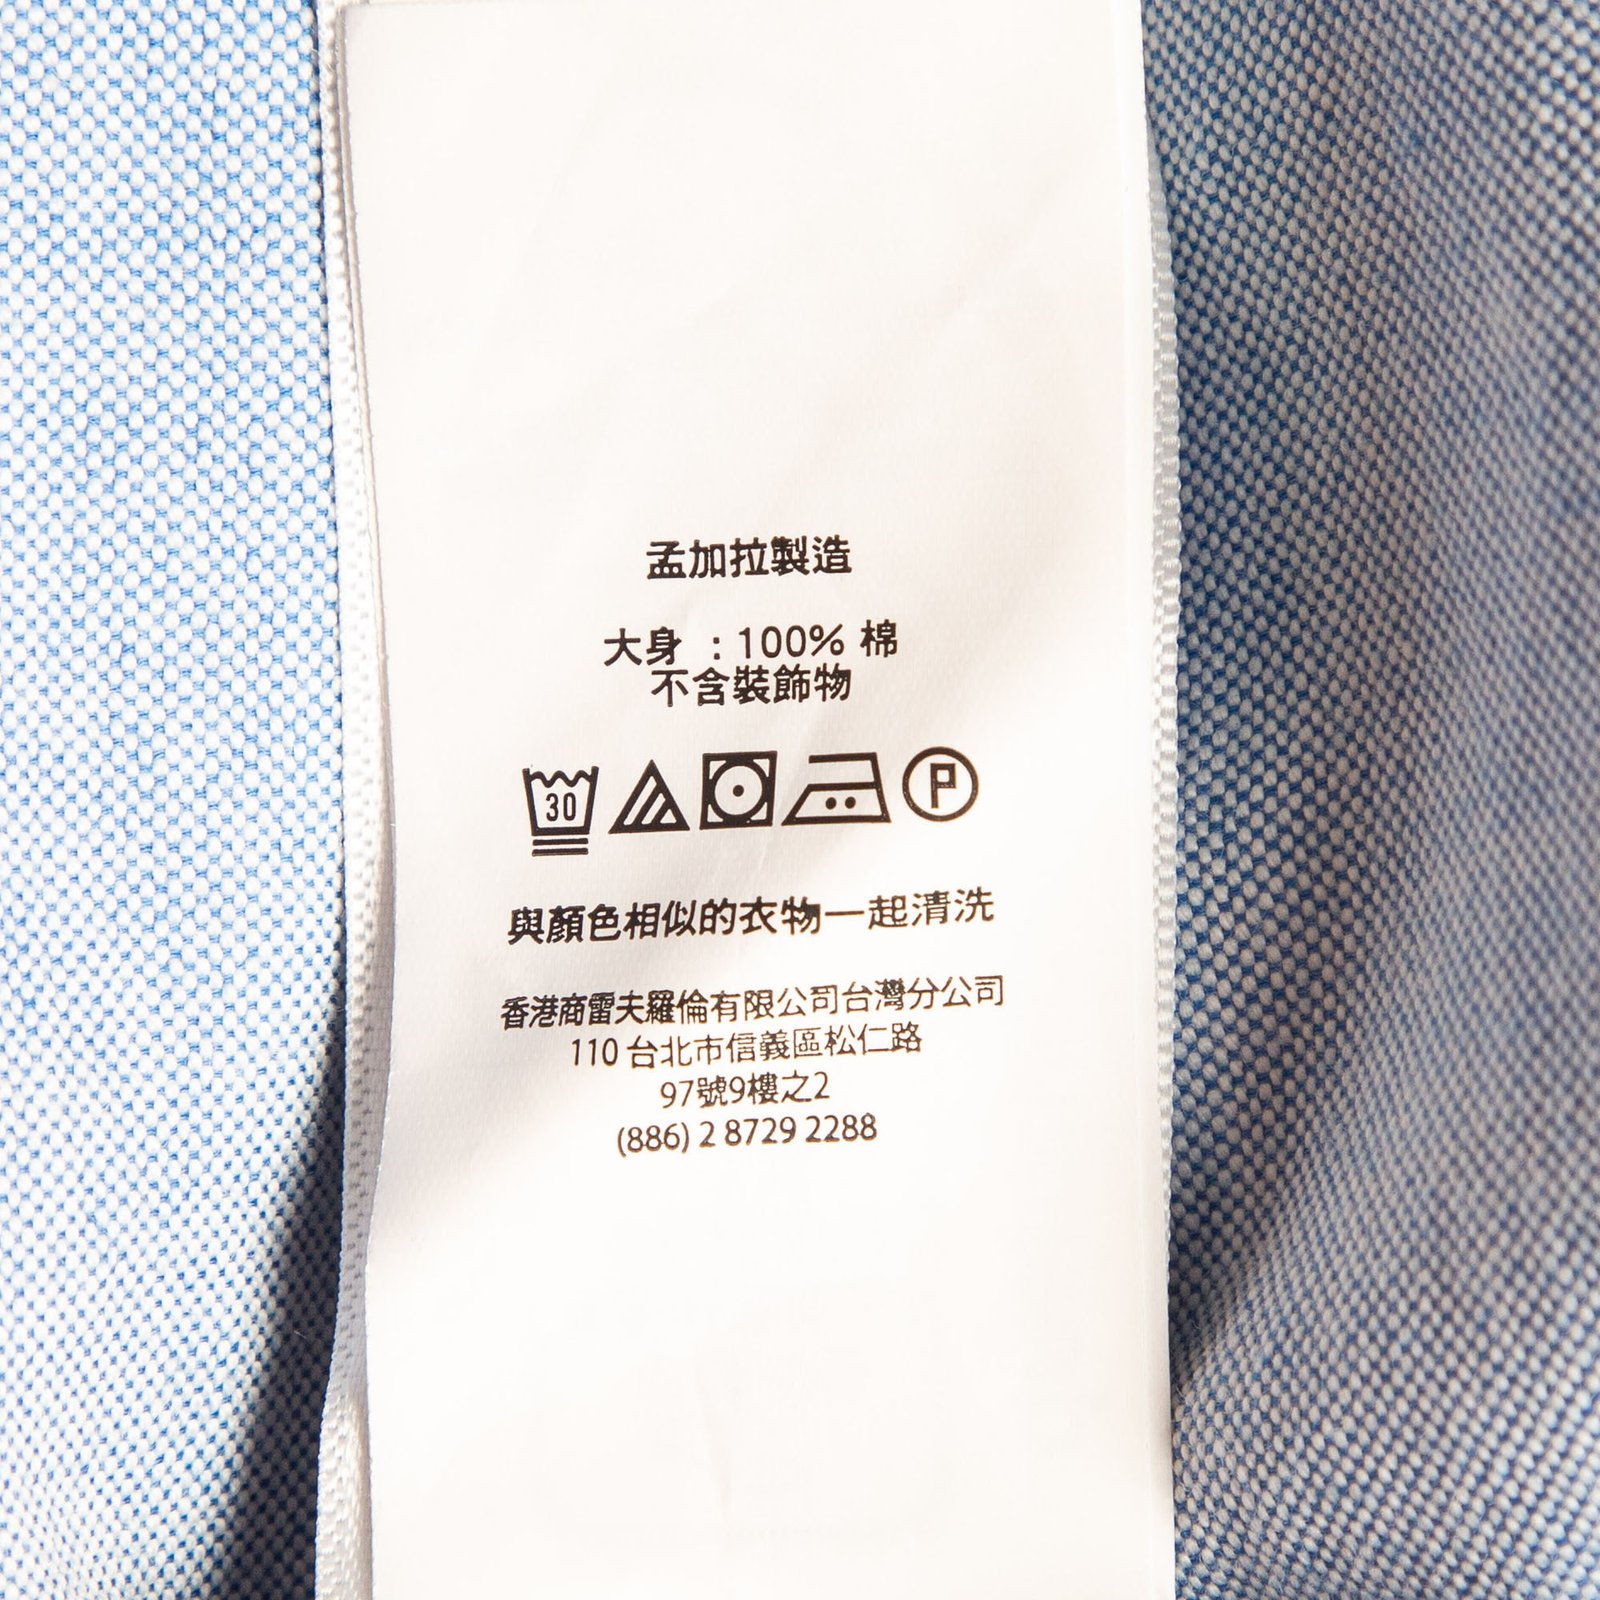 孟加拉製造
大身 : 100% 棉
不含裝飾物
30
P
與顏色相似的衣物一起清洗
香港商雷夫羅倫有限公司台灣分公司
110 台北市信義區松仁路
97號9樓之2
(886) 2 8729 2288